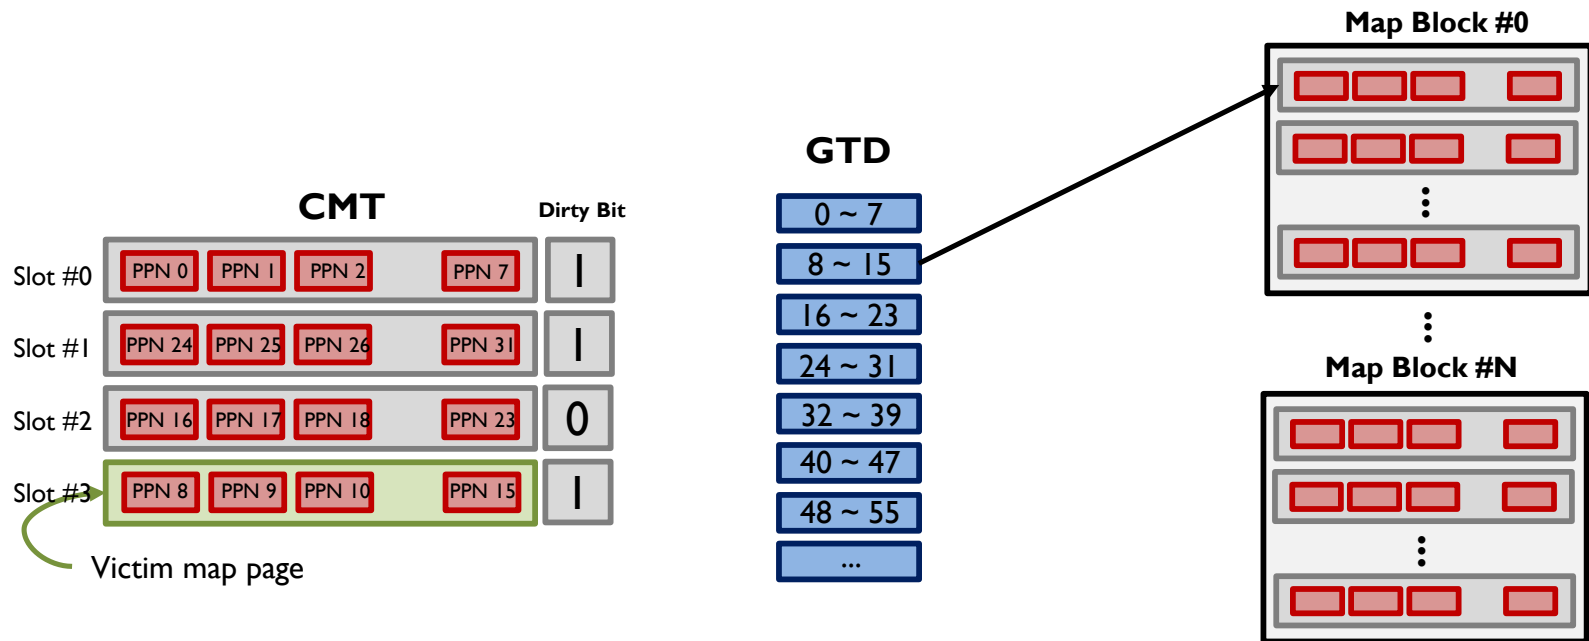 Map Block #0
GTD
CMT
Dirty Bit
0 ~ 7
Slot #0
PPN 0 PPN 1 PPN 2 PPN 7
1
8 ~ 15
16 ~ 23
Slot #1
PPN 24 PPN 25 PPN 26 PPN 31
1
24 ~ 31
Map Block #N
Slot #2
PPN 16 PPN 17 PPN 18 PPN 23
0
32 ~ 39
40 ~ 47
Slot #3
PPN 8 PPN 9 PPN 10 PPN 15
1
48 ~ 55
...
Victim map page